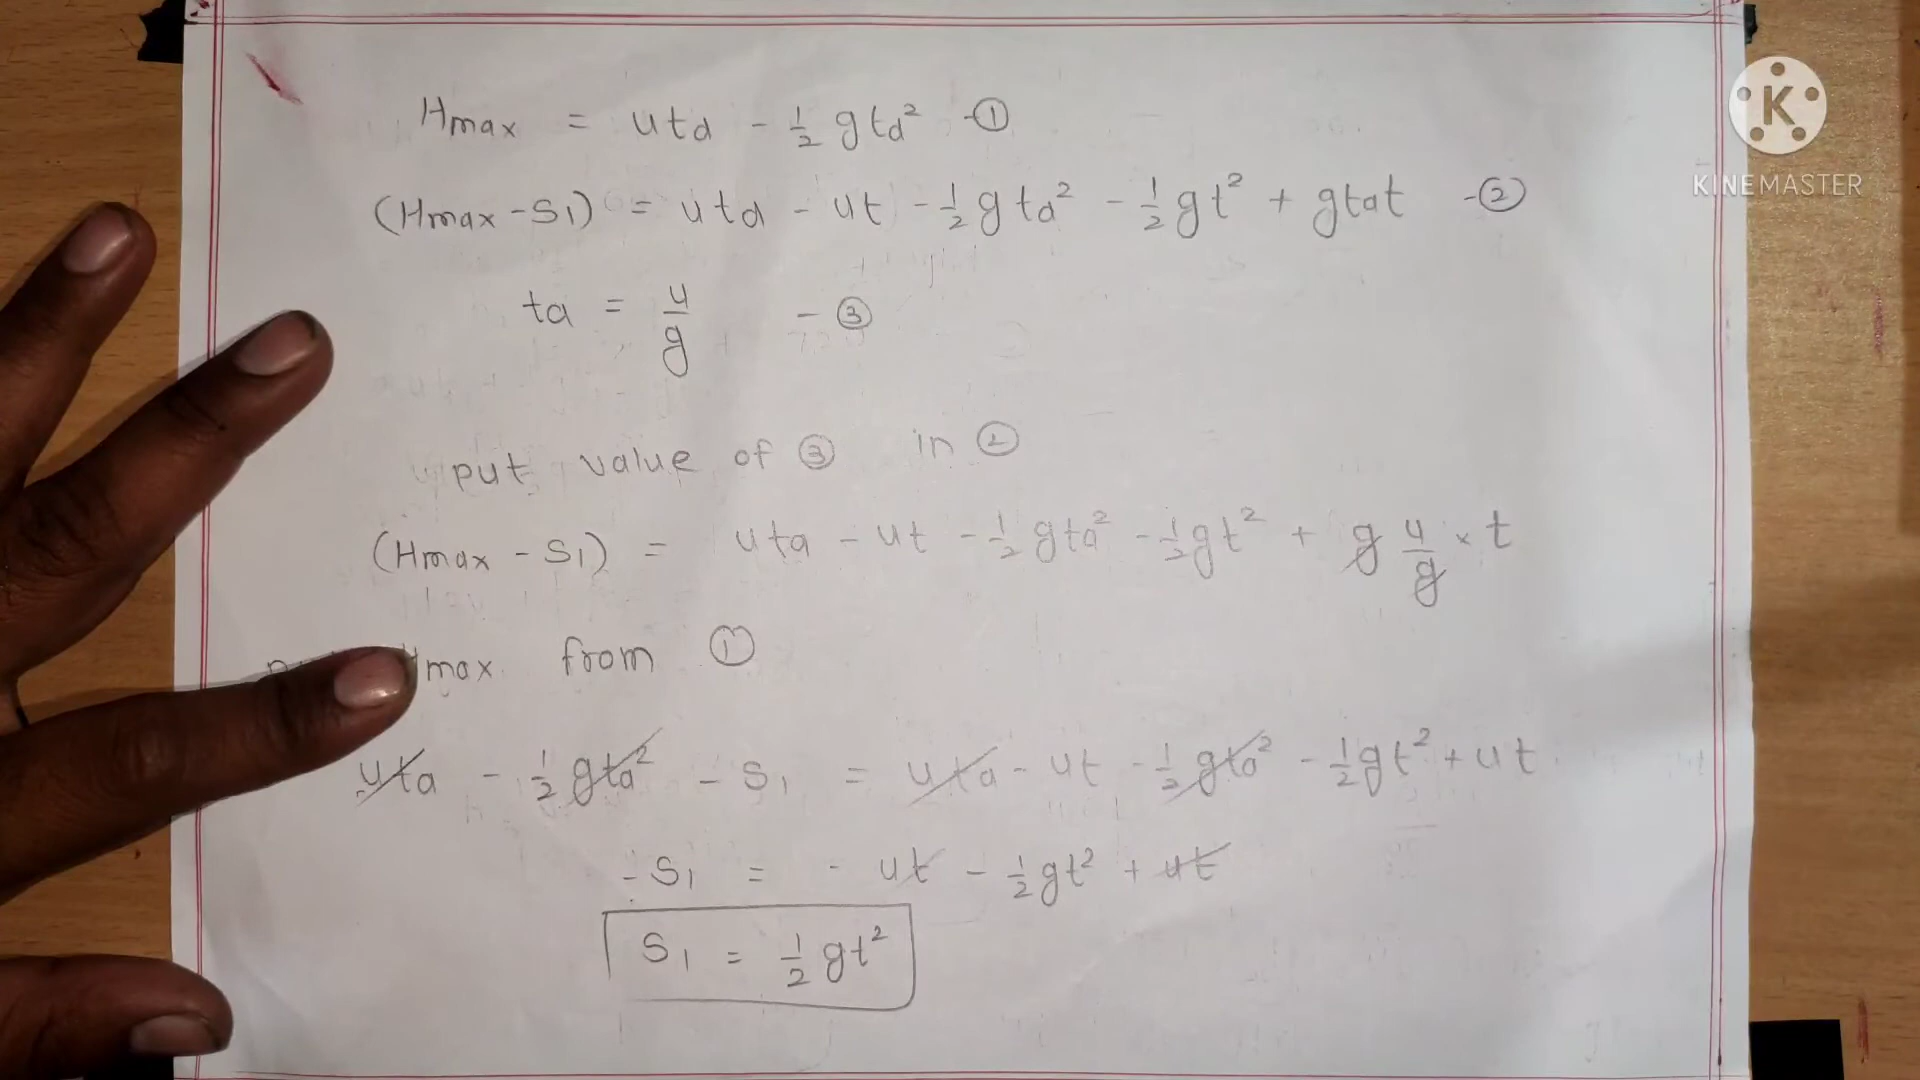 Hmax = uta - 1/2 gta² - ①
(Hmax - S1) = uta - ut - 1/2 gta² - 1/2 gt² + gtat - ②
ta = u/g - ③
put value of ③ in ②
(Hmax - S1) = uta - ut - 1/2 gta² - 1/2 gt² + g u/g × t
Hmax from ①
uta - 1/2 gta² - S1 = uta - ut - 1/2 gta² - 1/2 gt² + ut
- S1 = - ut - 1/2 gt² + ut
S1 = 1/2 gt²
K
KINEMASTER